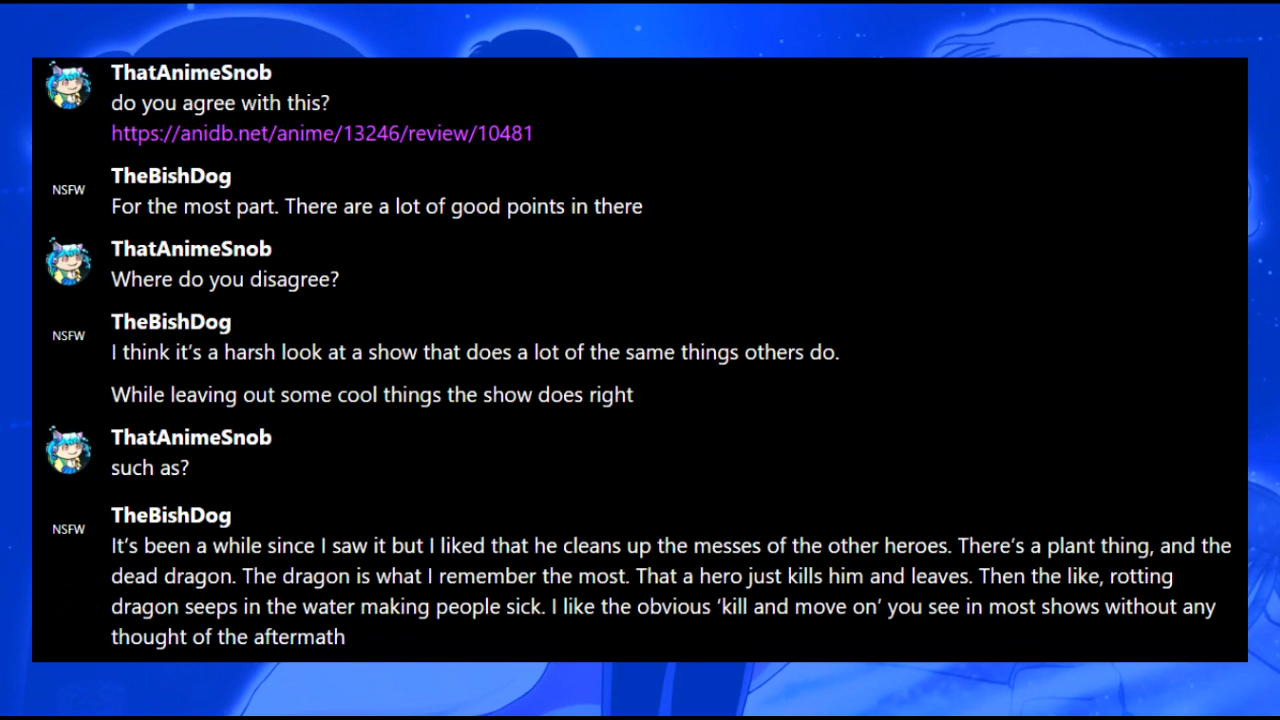 ThatAnimeSnob
do you agree with this?
https://anidb.net/anime/13246/review/10481
TheBishDog
NSFW
For the most part. There are a lot of good points in there
ThatAnimeSnob
Where do you disagree?
TheBishDog
NSFW
I think it's a harsh look at a show that does a lot of the same things others do.
While leaving out some cool things the show does right
ThatAnimeSnob
such as?
TheBishDog
NSFW
It's been a while since I saw it but I liked that he cleans up the messes of the other heroes. There's a plant thing, and the
dead dragon. The dragon is what I remember the most. That a hero just kills him and leaves. Then the like, rotting
dragon seeps in the water making people sick. I like the obvious 'kill and move on' you see in most shows without any
thought of the aftermath